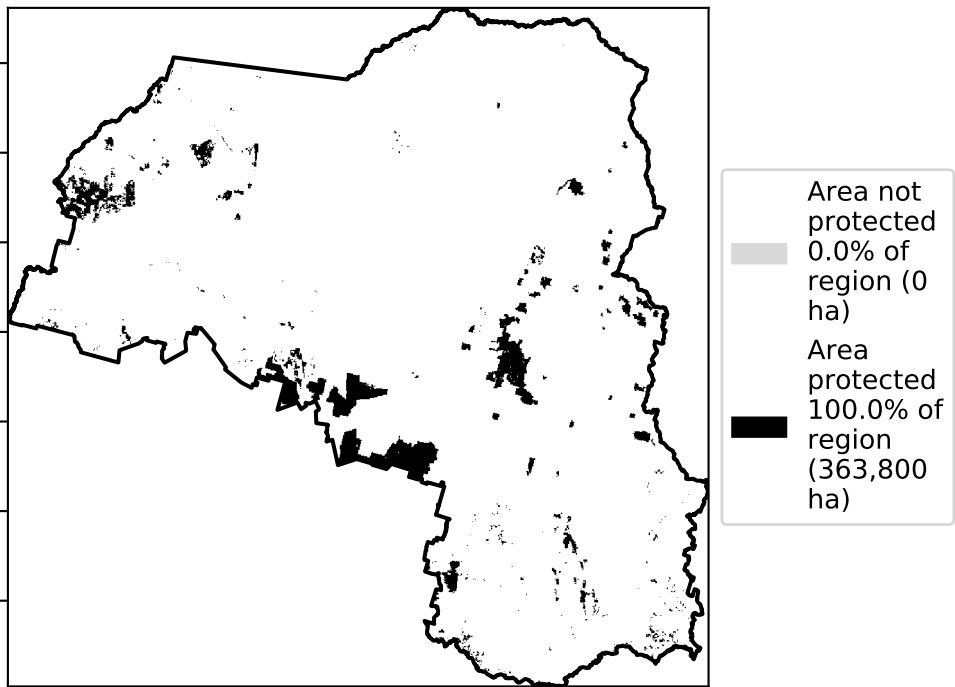 Area not
protected
0.0% of
region (0
ha)
Area
protected
100.0% of
region
(363,800
ha)